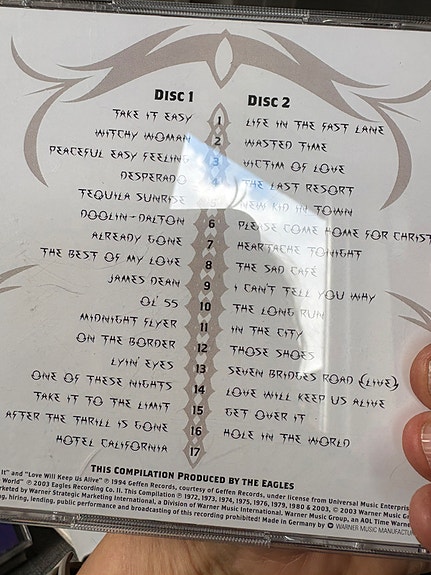 DISC 1
TAKE IT EASY
WITCHY WOMAN
PEACEFUL EASY FEELING
DESPERADO
TEQUILA SUNRISE
DOOLIN-DALTON
ALREADY GONE
THE BEST OF MY LOVE
JAMES DEAN
OL' 55
MIDNIGHT FLYER
ON THE BORDER
LYIN' EYES
ONE OF THESE NIGHTS
TAKE IT TO THE LIMIT
AFTER THE THRILL IS GONE
HOTEL CALIFORNIA
1
2
3
4
5
6
7
8
9
10
11
12
13
14
15
16
17
DISC 2
LIFE IN THE FAST LANE
WASTED TIME
VICTIM OF LOVE
THE LAST RESORT
NEW KID IN TOWN
PLEASE COME HOME FOR CHRIST
HEARTACHE TONIGHT
THE SAD CAFÉ
I CAN'T TELL YOU WHY
THE LONG RUN
IN THE CITY
THOSE SHOES
SEVEN BRIDGES ROAD (LIVE)
LOVE WILL KEEP US ALIVE
GET OVER IT
HOLE IN THE WORLD
THIS COMPILATION PRODUCED BY THE EAGLES
It" and "Love Will Keep Us Alive" ℗ 1994 Geffen Records, courtesy of Geffen Records, under license from Universal Music Enterpris
World" ℗ 2003 Eagles Recording Co. II. This Compilation ℗ 1972, 1973, 1974, 1975, 1976, 1979, 1980 & 2003, © 2003 Warner Music G
arketed by Warner Strategic Marketing International, a Division of Warner Music International. Warner Music Group, an AOL Time Warn
ng, hiring, lending, public performance and broadcasting of this recording prohibited! Made in Germany by WARNER MUSIC MANUFACTU